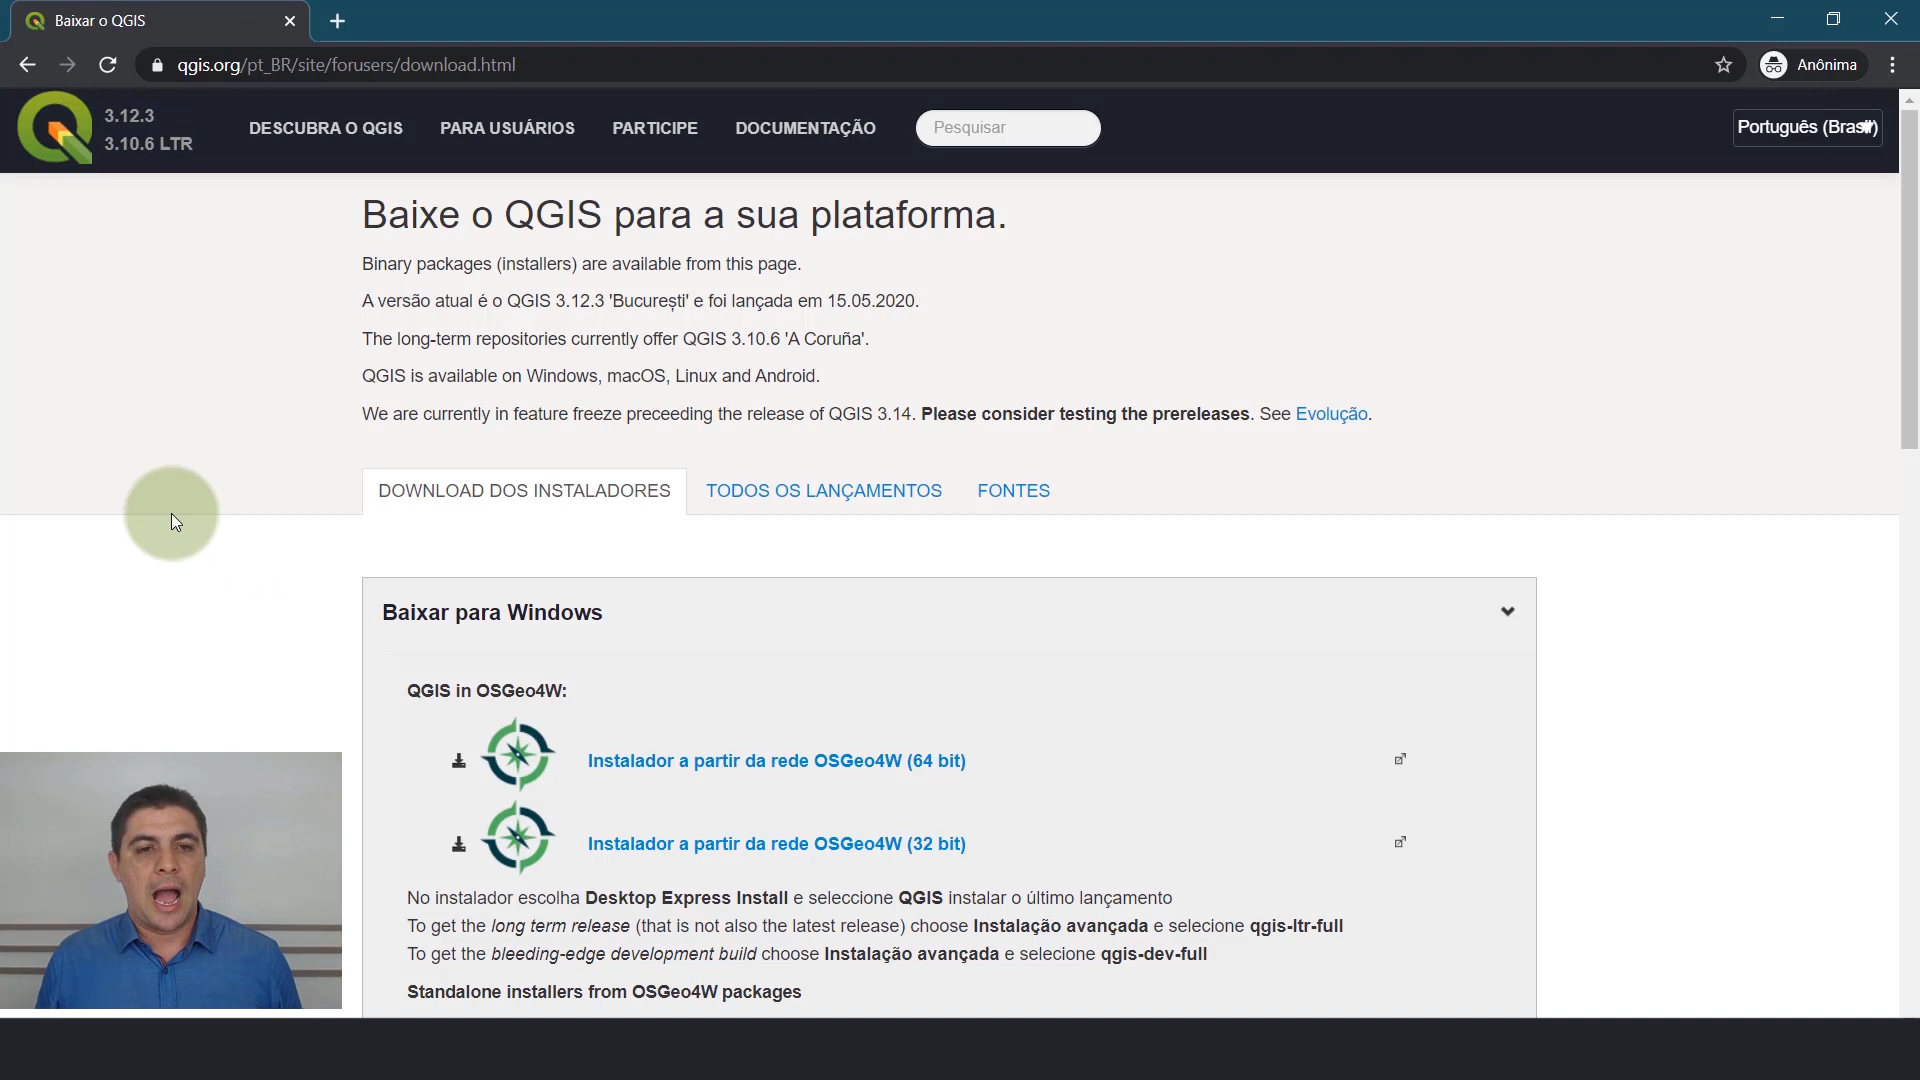 Baixar o QGIS
qgis.org/pt_BR/site/forusers/download.html
Anônima
3.12.3
3.10.6 LTR
DESCUBRA O QGIS
PARA USUÁRIOS
PARTICIPE
DOCUMENTAÇÃO
Pesquisar
Português (Brasil)
Baixe o QGIS para a sua plataforma.
Binary packages (installers) are available from this page.
A versão atual é o QGIS 3.12.3 'București' e foi lançada em 15.05.2020.
The long-term repositories currently offer QGIS 3.10.6 'A Coruña'.
QGIS is available on Windows, macOS, Linux and Android.
We are currently in feature freeze preceeding the release of QGIS 3.14. Please consider testing the prereleases. See Evolução.
DOWNLOAD DOS INSTALADORES
TODOS OS LANÇAMENTOS
FONTES
Baixar para Windows
QGIS in OSGeo4W:
Instalador a partir da rede OSGeo4W (64 bit)
Instalador a partir da rede OSGeo4W (32 bit)
No instalador escolha Desktop Express Install e seleccione QGIS instalar o último lançamento
To get the long term release (that is not also the latest release) choose Instalação avançada e selecione qgis-ltr-full
To get the bleeding-edge development build choose Instalação avançada e selecione qgis-dev-full
Standalone installers from OSGeo4W packages